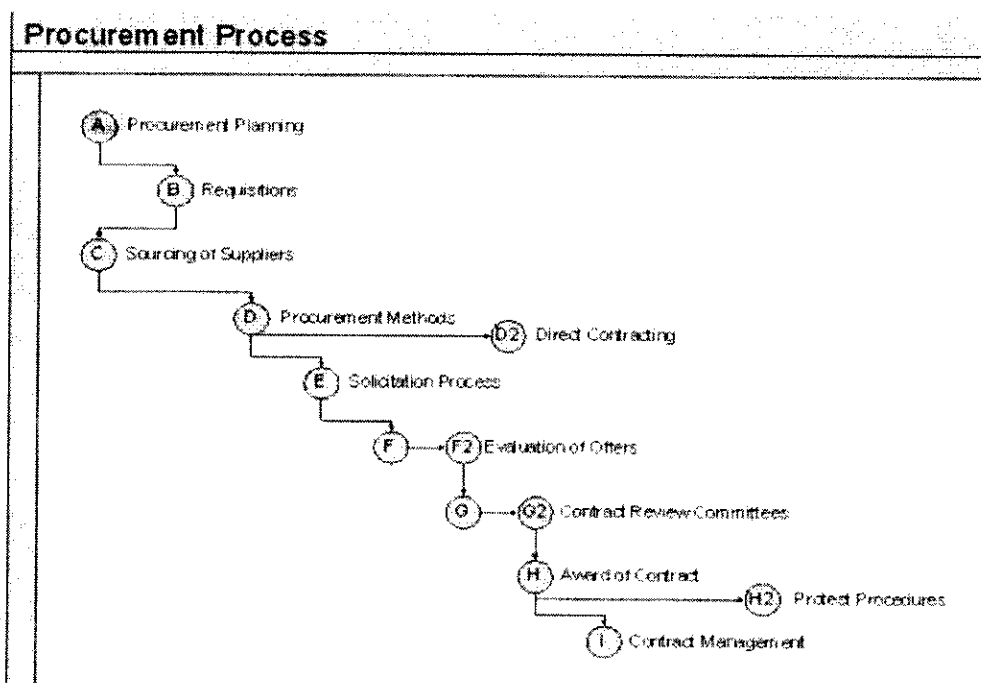 Procurement Process
A Procurement Planning
B Requisitions
C Sourcing of Suppliers
D Procurement Methods
D2 Direct Contracting
E Solicitation Process
F F2 Evaluation of Offers
G G2 Contract Review Committees
H Award of Contract
H2 Protest Procedures
I Contract Management